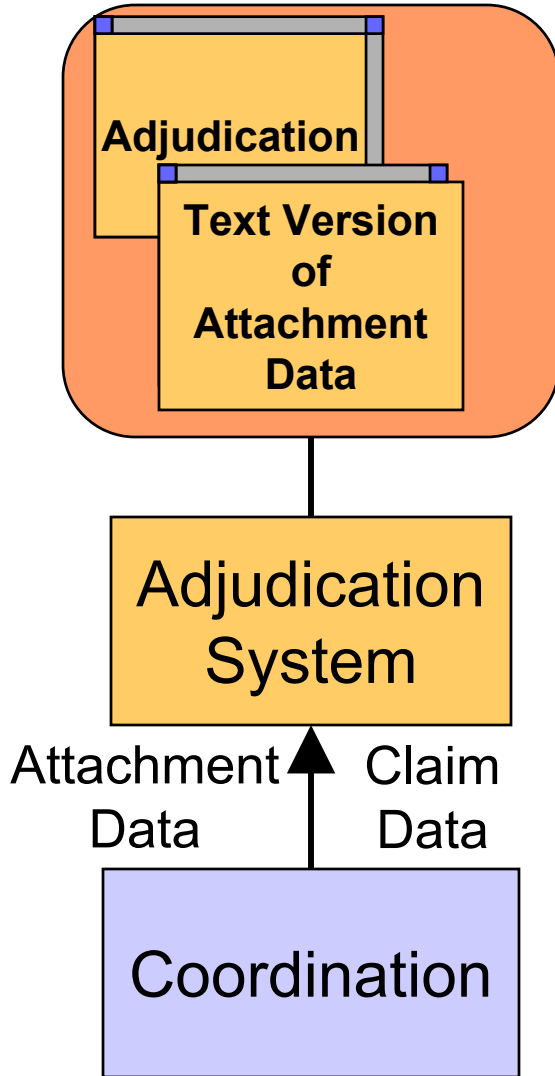 Adjudication
Text Version
of
Attachment
Data
Adjudication
System
Attachment
Data
Claim
Data
Coordination